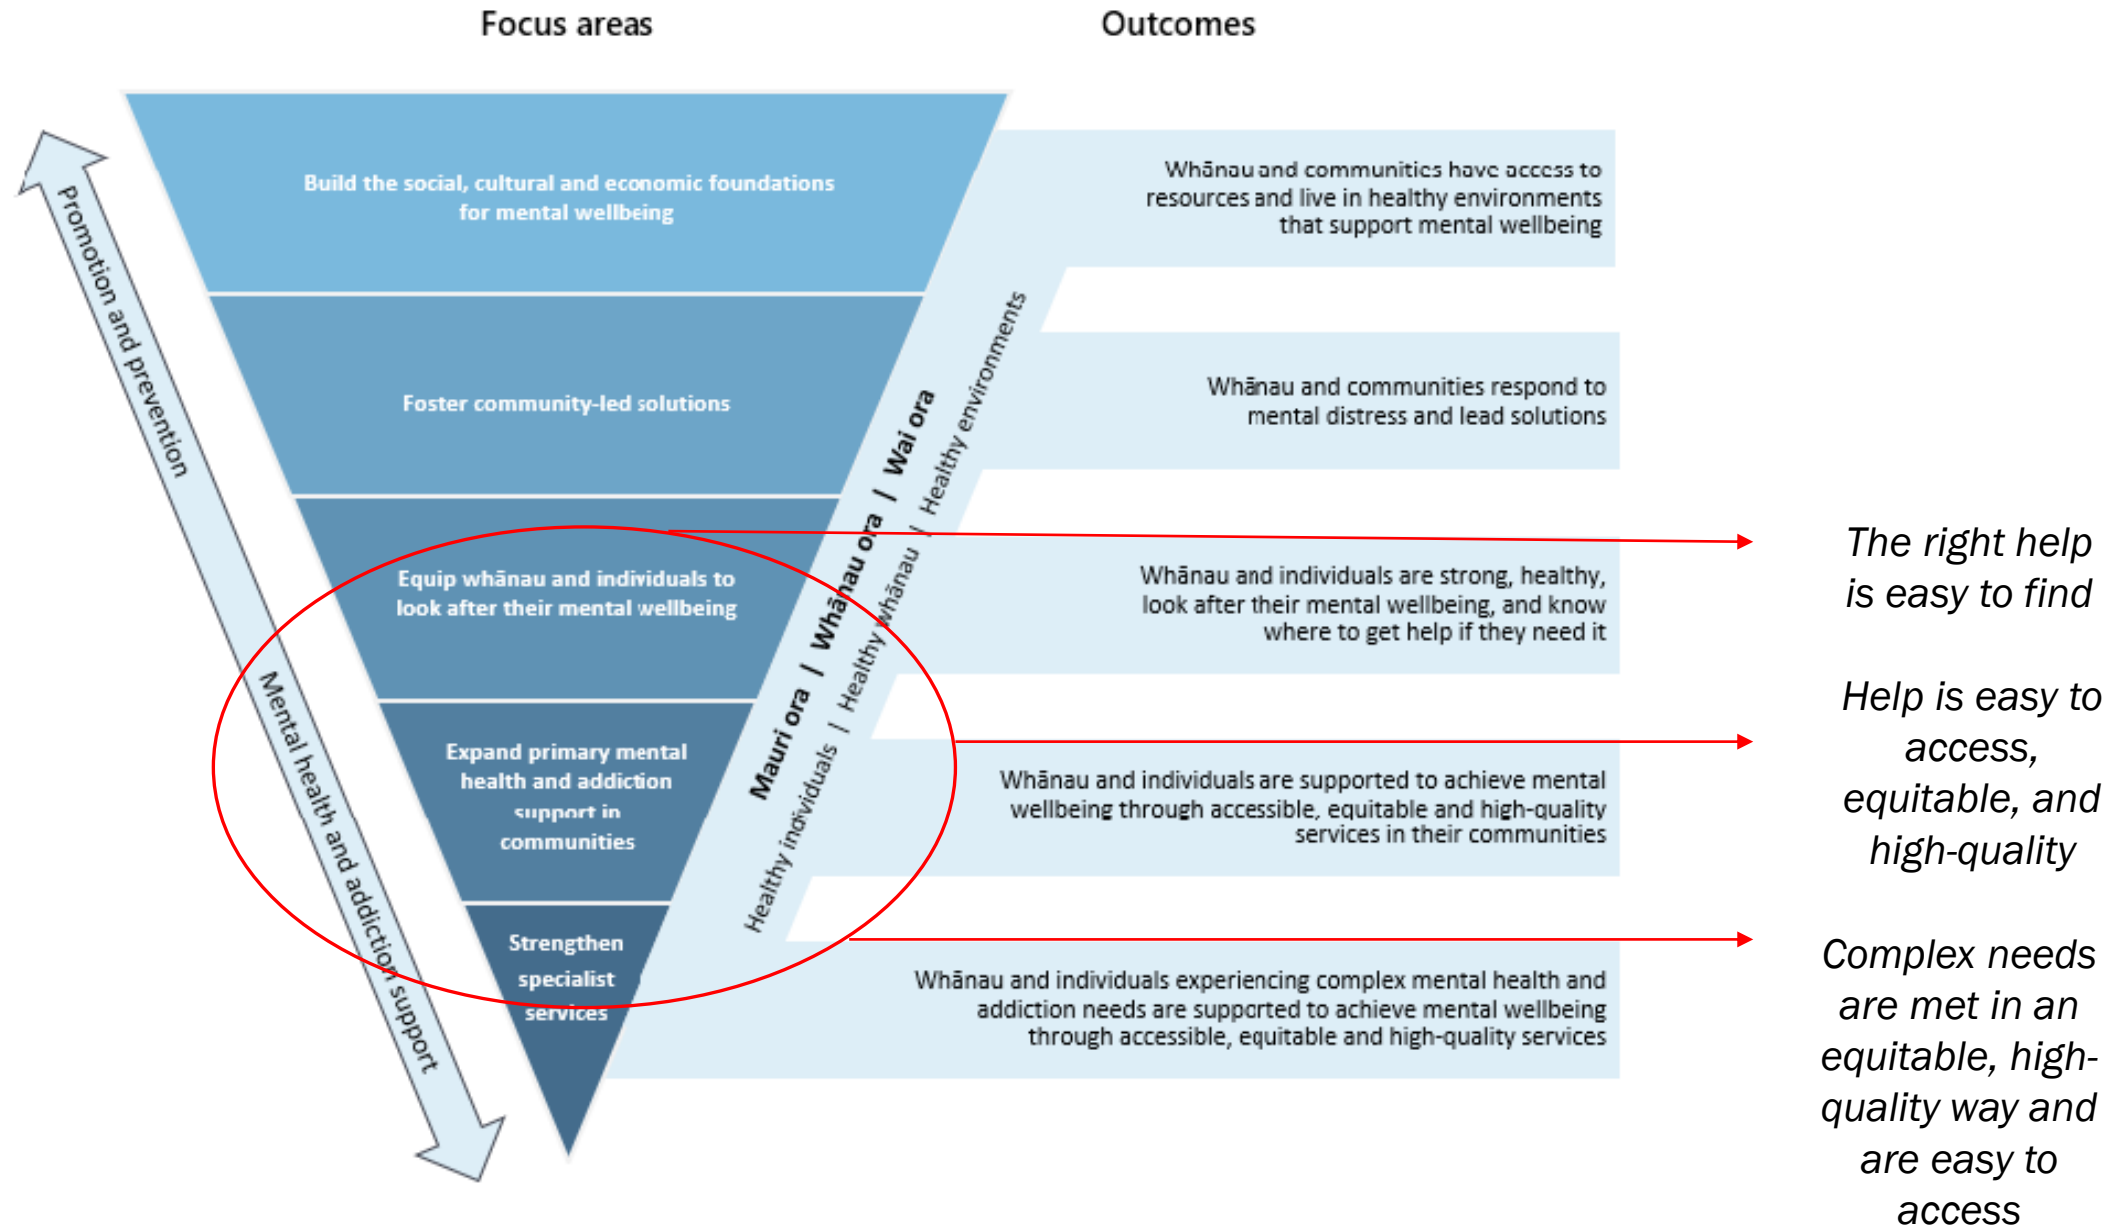 Focus areas
Outcomes
Promotion and prevention
Mental health and addiction support
Build the social, cultural and economic foundations
for mental wellbeing
Foster community-led solutions
Equip whānau and individuals to
look after their mental wellbeing
Expand primary mental
health and addiction
support in
communities
Strengthen
specialist
services
Mauri ora | Whānau ora | Wai ora
Healthy individuals | Healthy whānau | Healthy environments
Whānau and communities have access to
resources and live in healthy environments
that support mental wellbeing
Whānau and communities respond to
mental distress and lead solutions
Whānau and individuals are strong, healthy,
look after their mental wellbeing, and know
where to get help if they need it
Whānau and individuals are supported to achieve mental
wellbeing through accessible, equitable and high-quality
services in their communities
Whānau and individuals experiencing complex mental health and
addiction needs are supported to achieve mental wellbeing
through accessible, equitable and high-quality services
The right help
is easy to find
Help is easy to
access,
equitable, and
high-quality
Complex needs
are met in an
equitable, high-
quality way and
are easy to
access